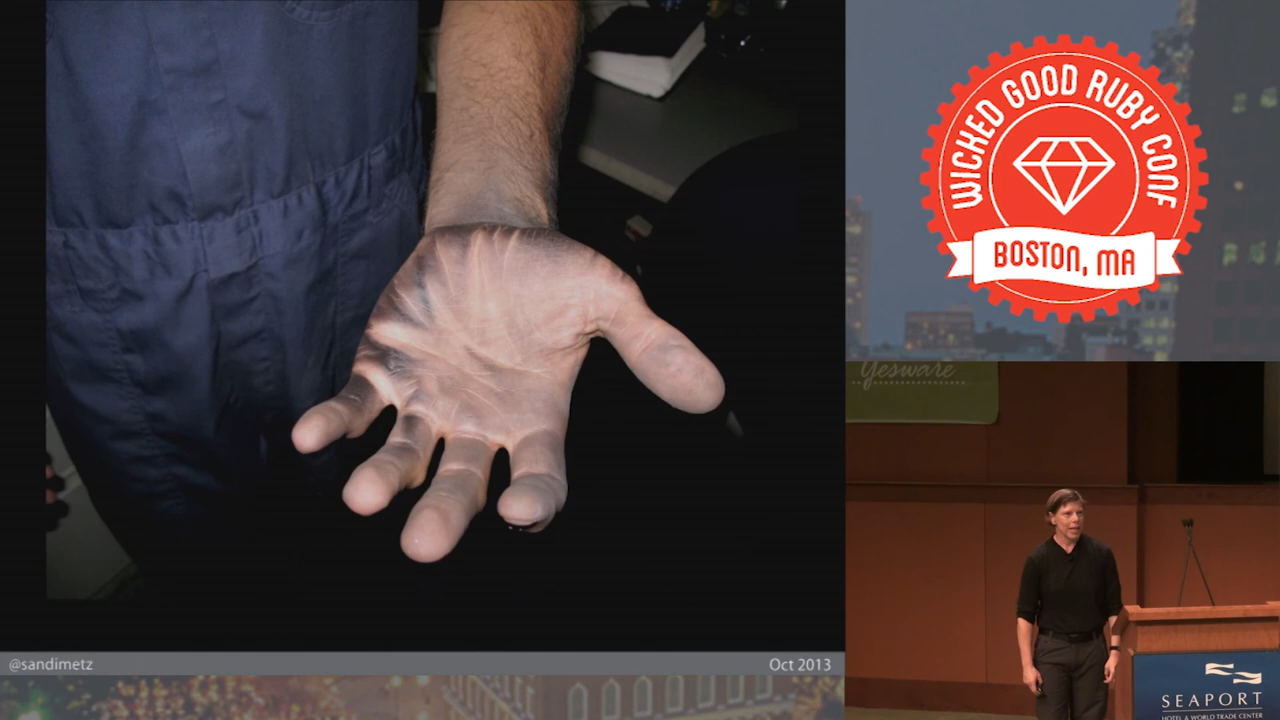 WICKED GOOD RUBY CONF
BOSTON, MA
Yesware
@sandimetz
Oct 2013
SEAPORT
HOTEL & WORLD TRADE CENTER